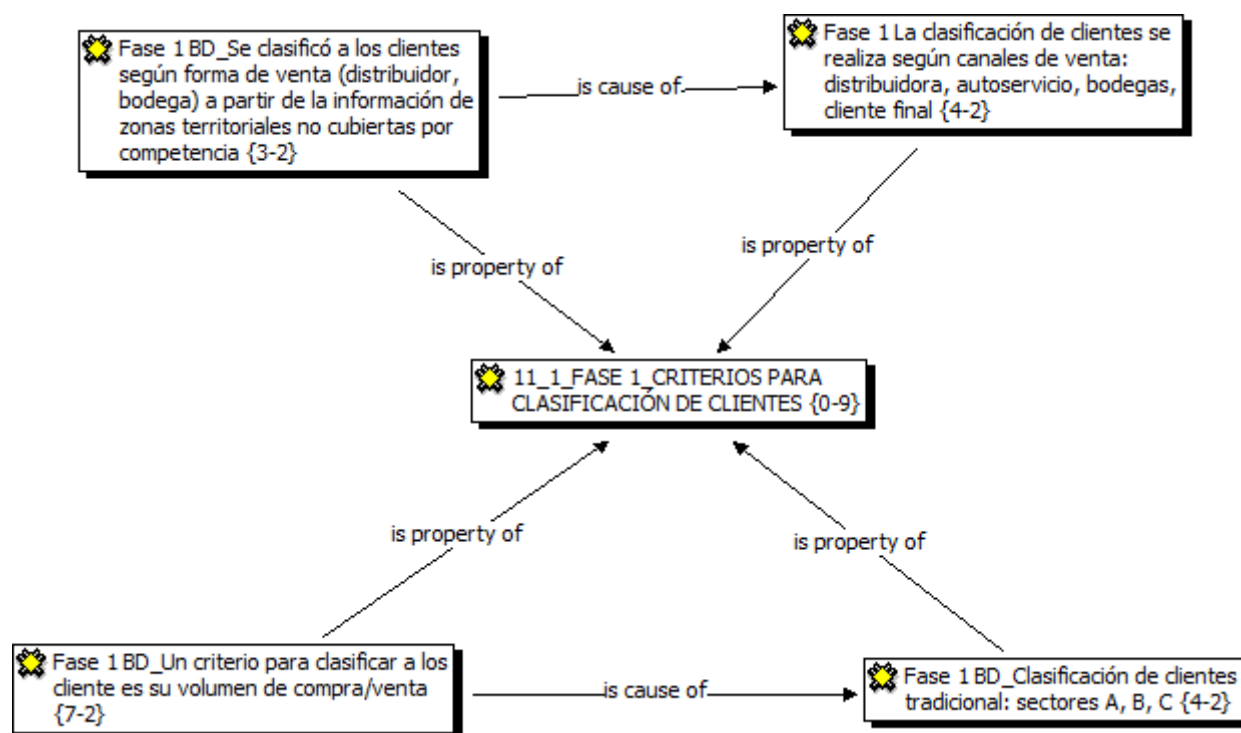 Fase 1 BD_Se clasificó a los clientes
según forma de venta (distribuidor,
bodega) a partir de la información de
zonas territoriales no cubiertas por
competencia {3-2}
is cause of
Fase 1 La clasificación de clientes se
realiza según canales de venta:
distribuidora, autoservicio, bodegas,
cliente final {4-2}
is property of
is property of
11_1_FASE 1_CRITERIOS PARA
CLASIFICACIÓN DE CLIENTES {0-9}
is property of
is property of
Fase 1 BD_Un criterio para clasificar a los
cliente es su volumen de compra/venta
{7-2}
is cause of
Fase 1 BD_Clasificación de clientes
tradicional: sectores A, B, C {4-2}